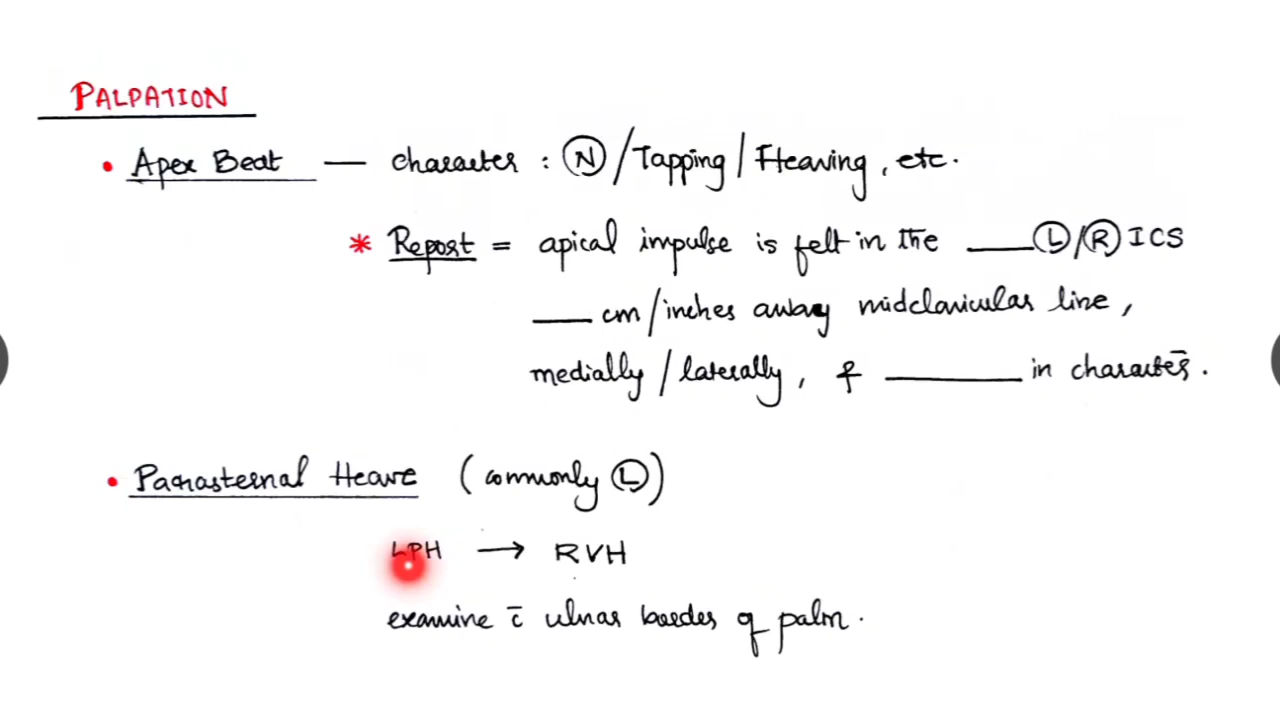 PALPATION
• Apex Beat — character : Ⓝ/Tapping/Heaving, etc.
* Report = apical impulse is felt in the ____ Ⓛ/Ⓡ ICS
____ cm/inches away midclavicular line,
medially/laterally, & ________ in character.
• Parasternal Heave (commonly Ⓛ)
LPH → RVH
examine c̄ ulnar border of palm.